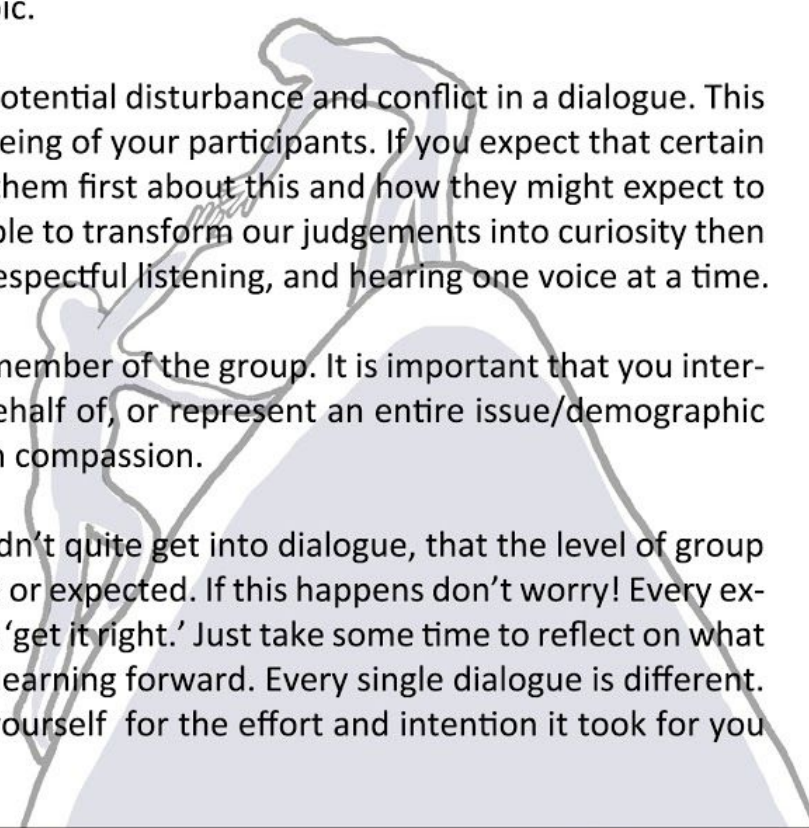 ic.
otential disturbance and conflict in a dialogue. This
eing of your participants. If you expect that certain
them first about this and how they might expect to
ble to transform our judgements into curiosity then
espectful listening, and hearing one voice at a time.
member of the group. It is important that you inter-
ehalf of, or represent an entire issue/demographic
compassion.
dn’t quite get into dialogue, that the level of group
or expected. If this happens don’t worry! Every ex-
‘get it right.’ Just take some time to reflect on what
earning forward. Every single dialogue is different.
ourself for the effort and intention it took for you